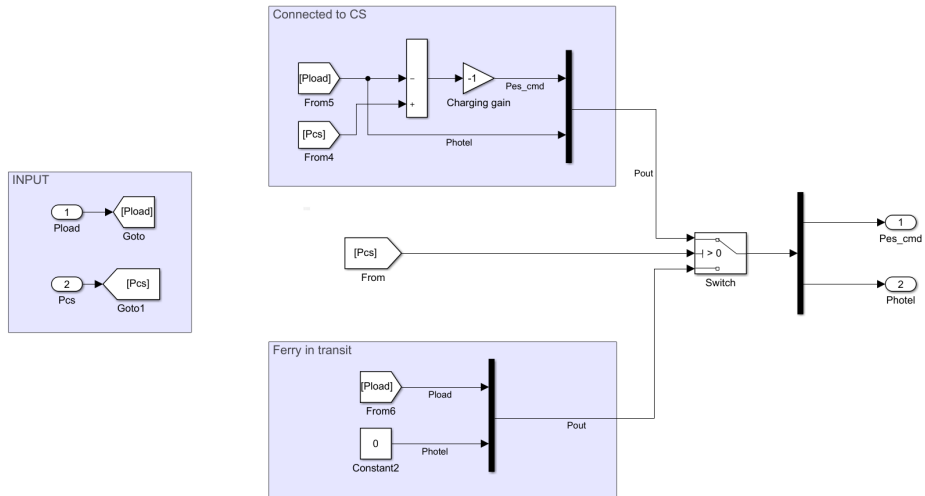 Connected to CS
[Pload]
From5
[Pcs]
From4
−
+
-1
Charging gain
Pes_cmd
Photel
Pout
INPUT
1
Pload
[Pload]
Goto
2
Pcs
[Pcs]
Goto1
[Pcs]
From
> 0
Switch
1
Pes_cmd
2
Photel
Ferry in transit
[Pload]
From6
Pload
0
Constant2
Photel
Pout